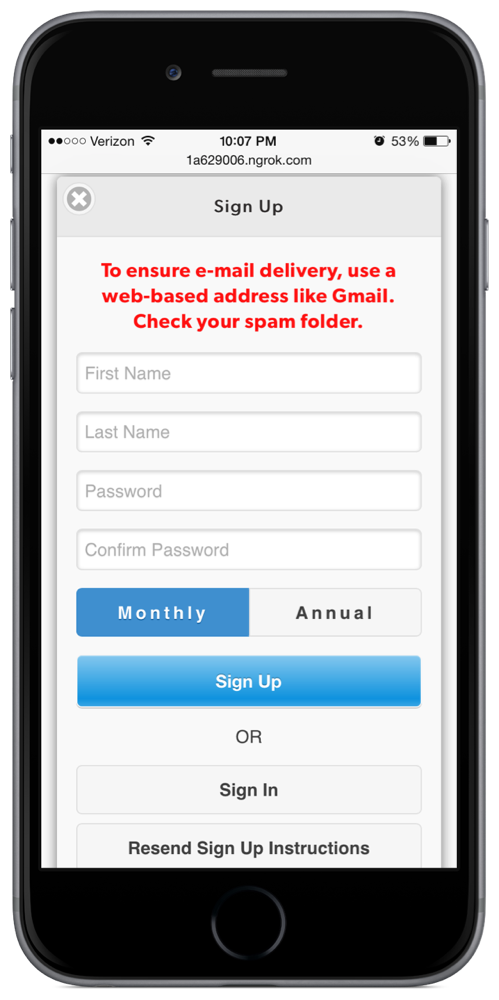 Verizon 10:07 PM 53%
1a629006.ngrok.com
Sign Up
To ensure e-mail delivery, use a
web-based address like Gmail.
Check your spam folder.
First Name
Last Name
Password
Confirm Password
Monthly Annual
Sign Up
OR
Sign In
Resend Sign Up Instructions